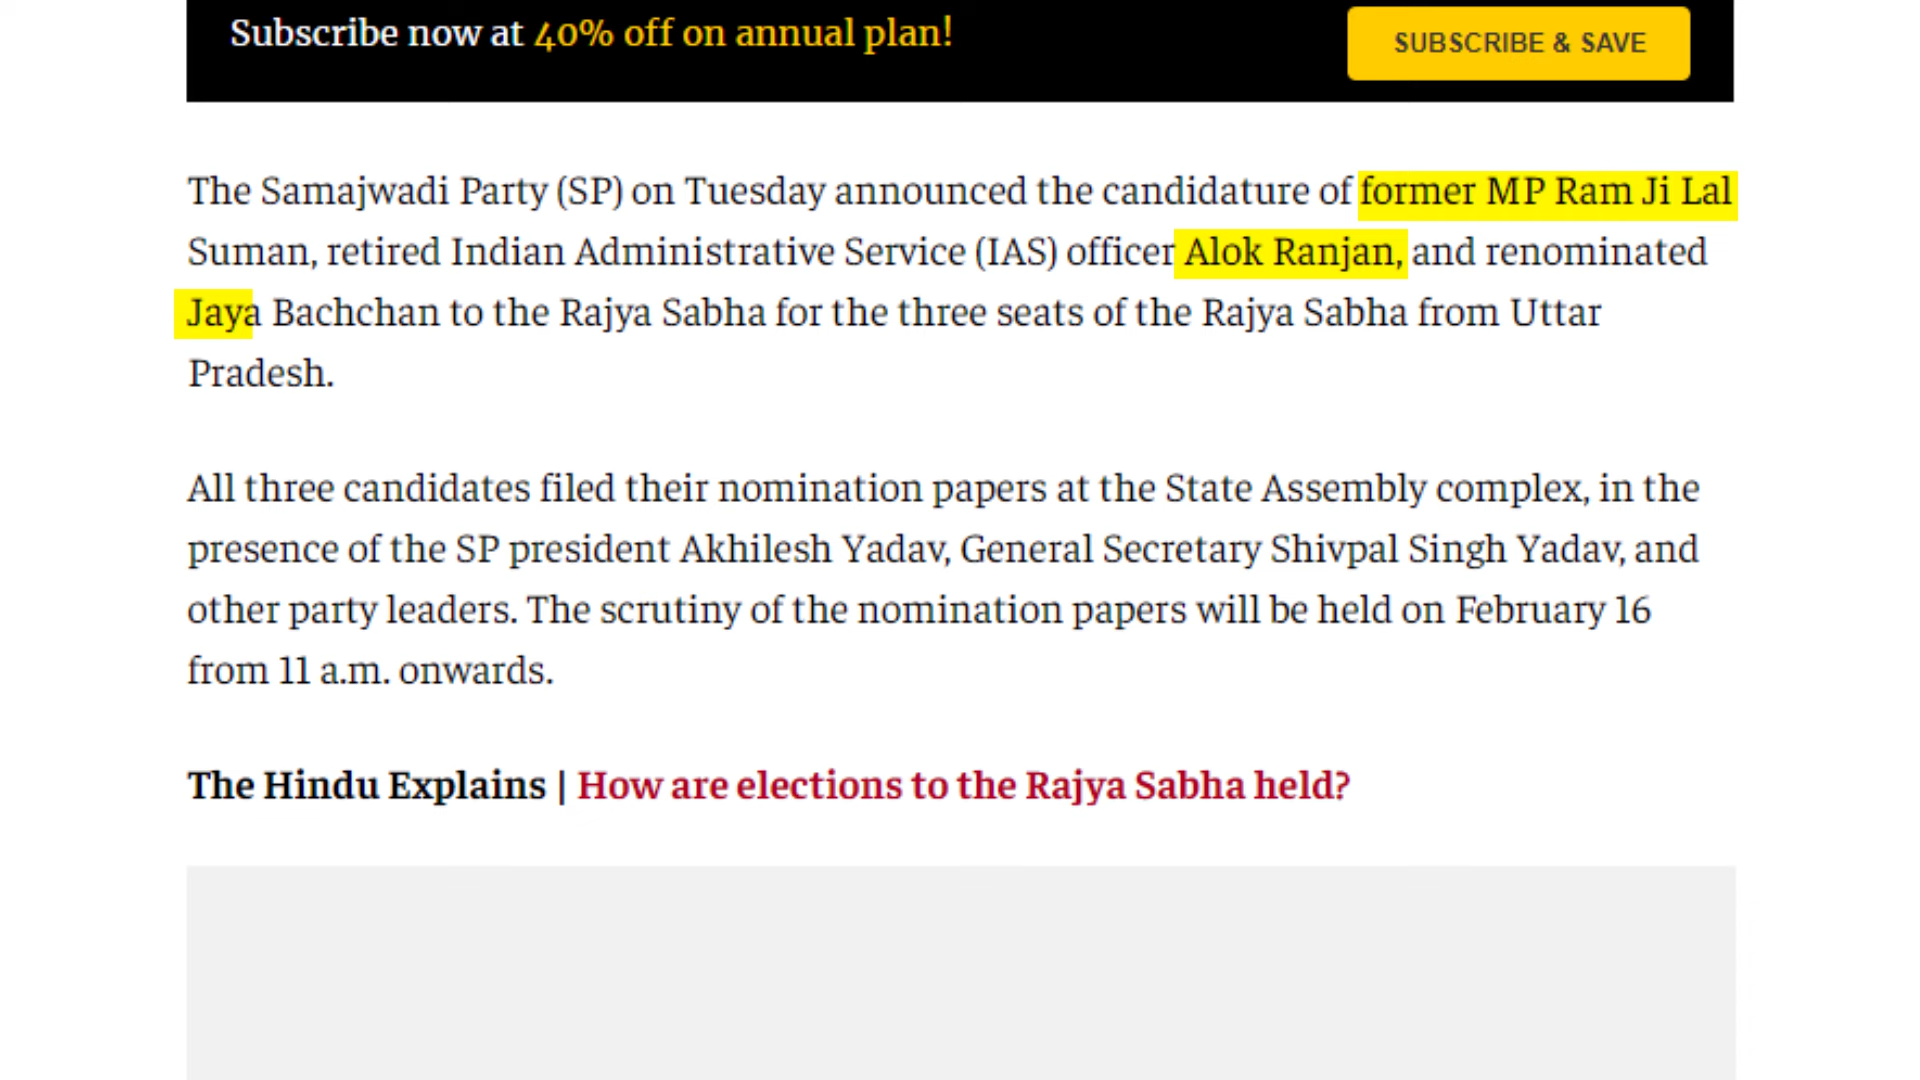 Subscribe now at 40% off on annual plan!
SUBSCRIBE & SAVE
The Samajwadi Party (SP) on Tuesday announced the candidature of former MP Ram Ji Lal
Suman, retired Indian Administrative Service (IAS) officer Alok Ranjan, and renominated
Jaya Bachchan to the Rajya Sabha for the three seats of the Rajya Sabha from Uttar
Pradesh.
All three candidates filed their nomination papers at the State Assembly complex, in the
presence of the SP president Akhilesh Yadav, General Secretary Shivpal Singh Yadav, and
other party leaders. The scrutiny of the nomination papers will be held on February 16
from 11 a.m. onwards.
The Hindu Explains | How are elections to the Rajya Sabha held?